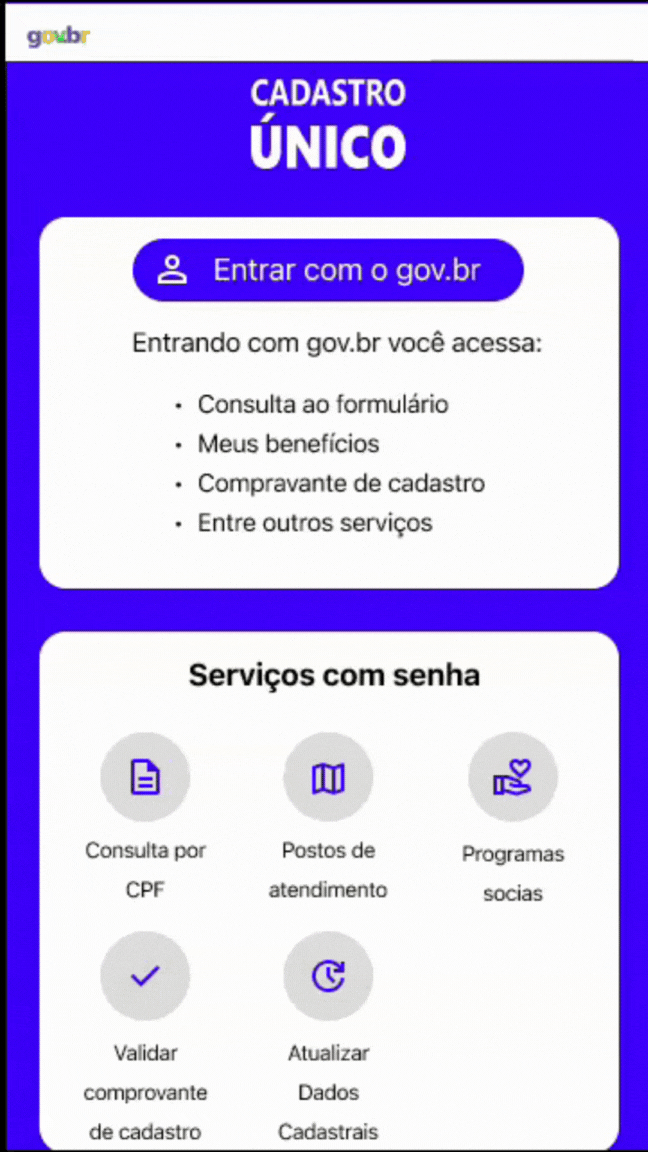 gov.br
CADASTRO
ÚNICO
Entrar com o gov.br
Entrando com gov.br você acessa:
• Consulta ao formulário
• Meus benefícios
• Compravante de cadastro
• Entre outros serviços
Serviços com senha
Consulta por
CPF
Postos de
atendimento
Programas
socias
Validar
comprovante
de cadastro
Atualizar
Dados
Cadastrais